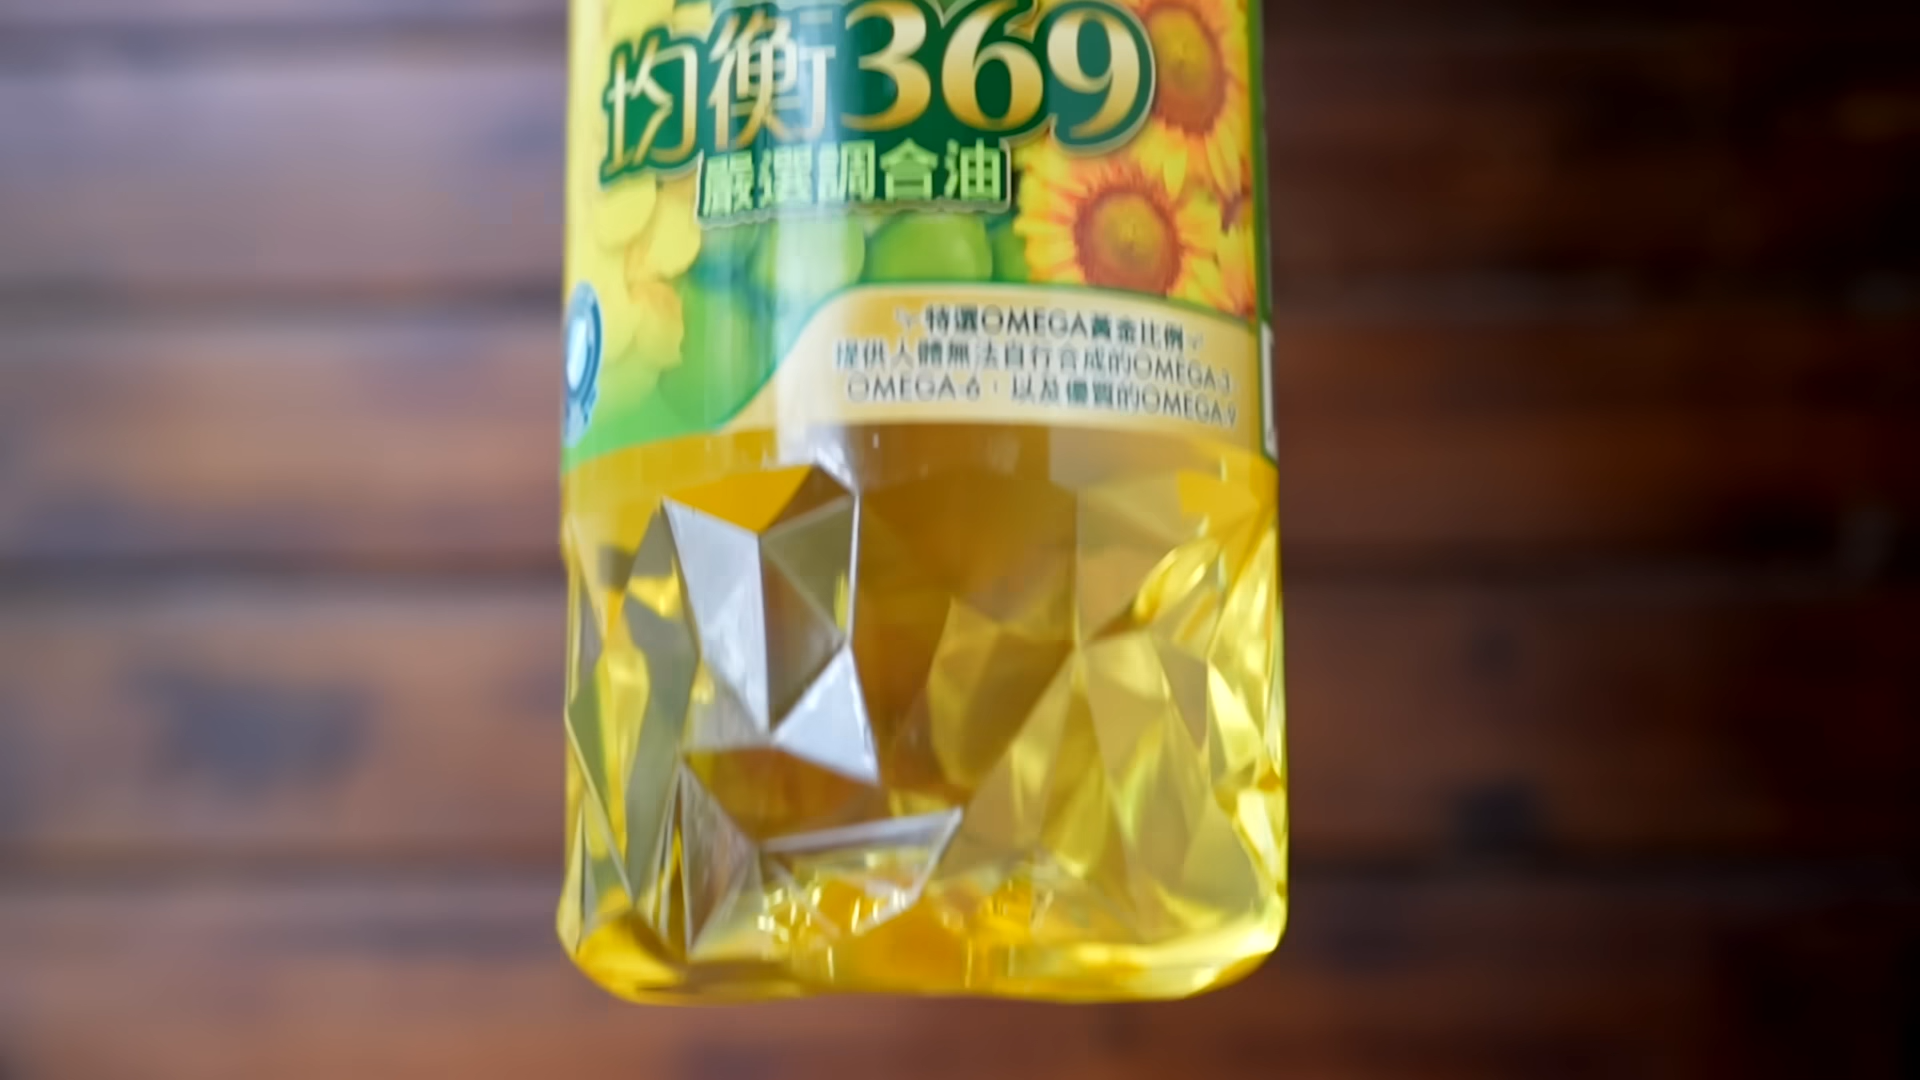 均衡369
嚴選調合油
特選OMEGA黃金比例
提供人體無法自行合成的OMEGA-3、
OMEGA-6，以及優質的OMEGA-9